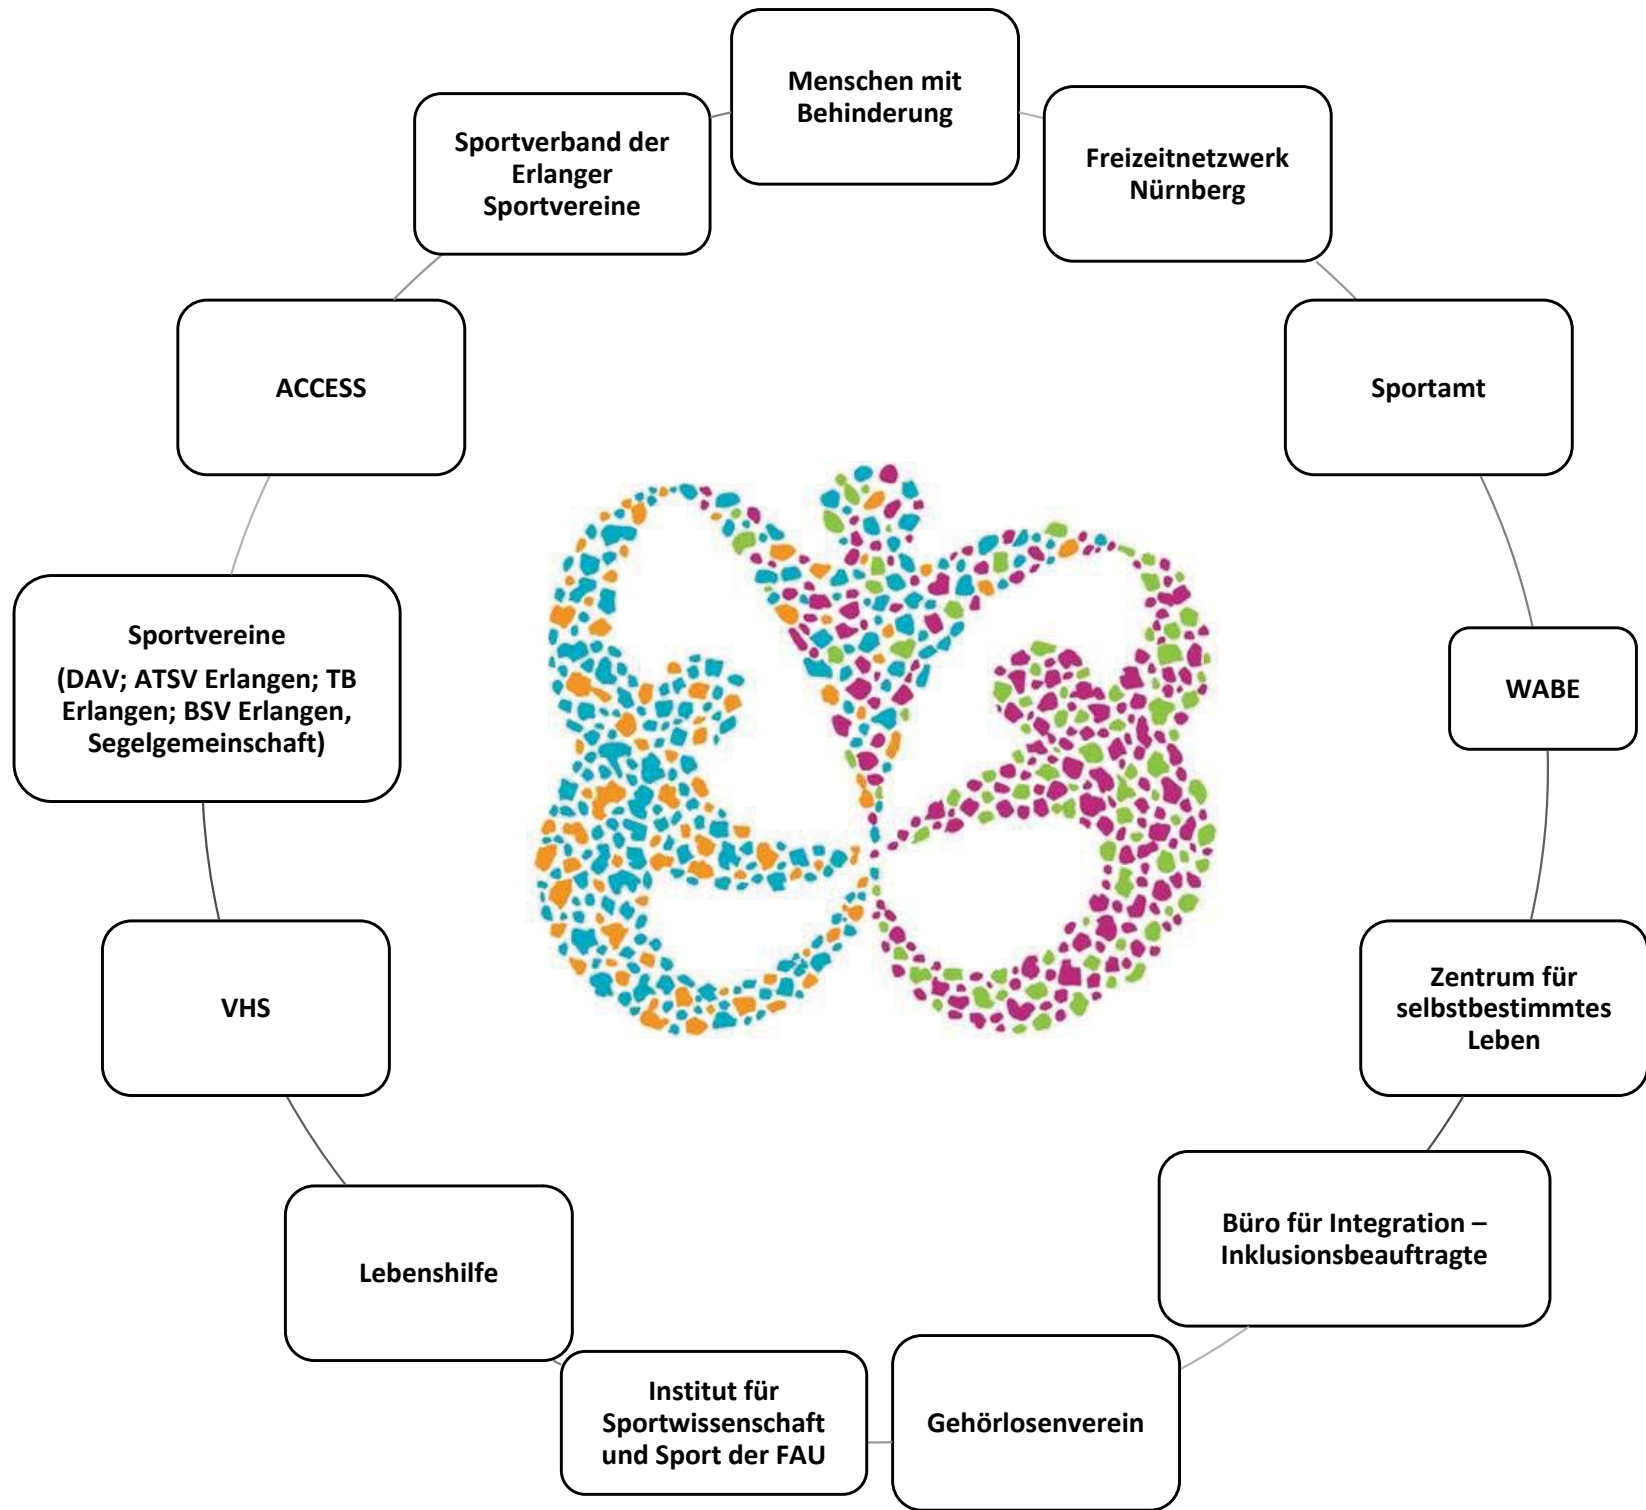 Menschen mit
Behinderung
Freizeitnetzwerk
Nürnberg
Sportamt
WABE
Zentrum für
selbstbestimmtes
Leben
Büro für Integration –
Inklusionsbeauftragte
Gehörlosenverein
Institut für
Sportwissenschaft
und Sport der FAU
Lebenshilfe
VHS
Sportvereine
(DAV; ATSV Erlangen; TB
Erlangen; BSV Erlangen,
Segelgemeinschaft)
ACCESS
Sportverband der
Erlanger
Sportvereine